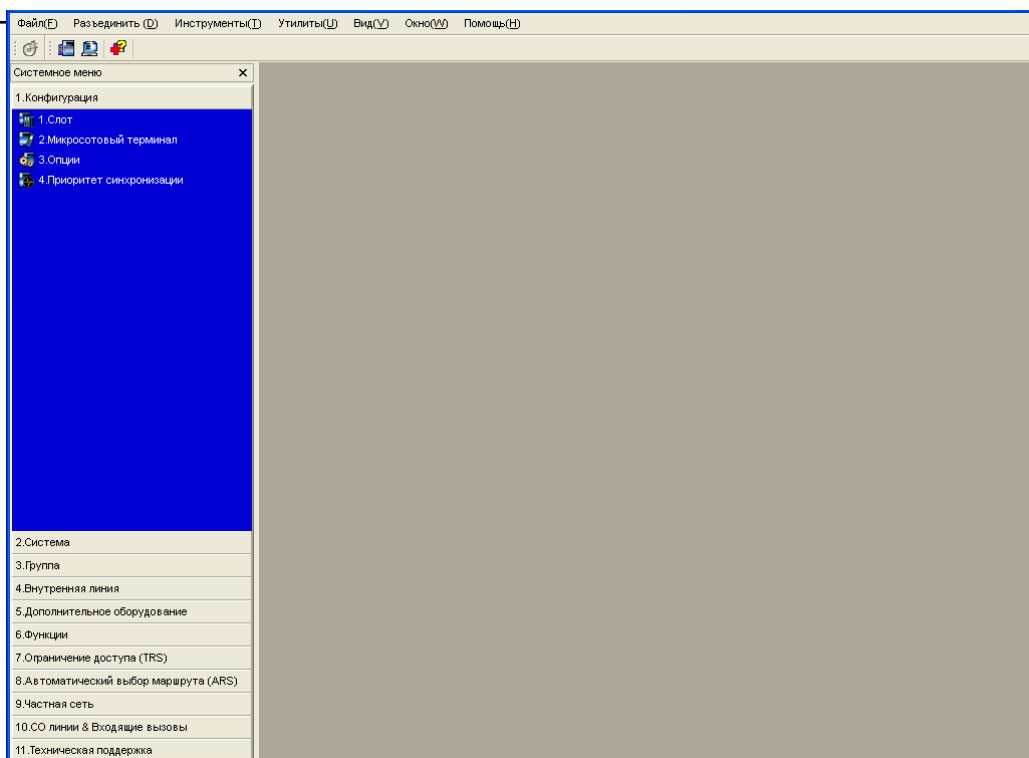 Файл(F) Разъединить (D) Инструменты(T) Утилиты(U) Вид(V) Окно(W) Помощь(H)
Системное меню
1.Конфигурация
1.Слот
2.Микросотовый терминал
3.Опции
4.Приоритет синхронизации
2.Система
3.Группа
4.Внутренняя линия
5.Дополнительное оборудование
6.Функции
7.Ограничение доступа (TRS)
8.Автоматический выбор маршрута (ARS)
9.Частная сеть
10.CO линии & Входящие вызовы
11.Техническая поддержка